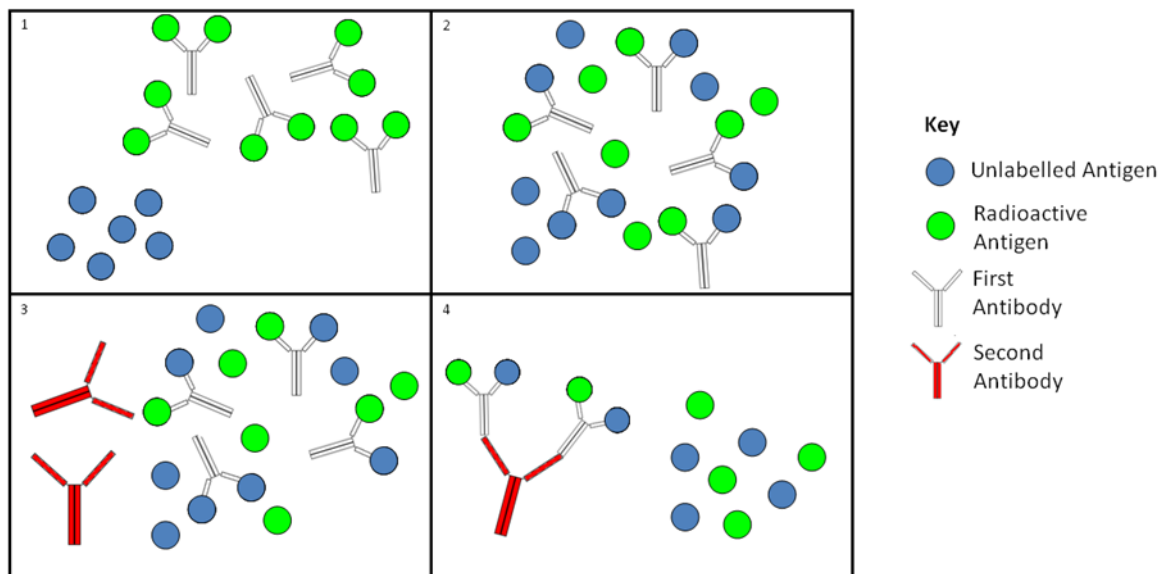 1
2
3
4
Key
Unlabelled Antigen
Radioactive
Antigen
First
Antibody
Second
Antibody